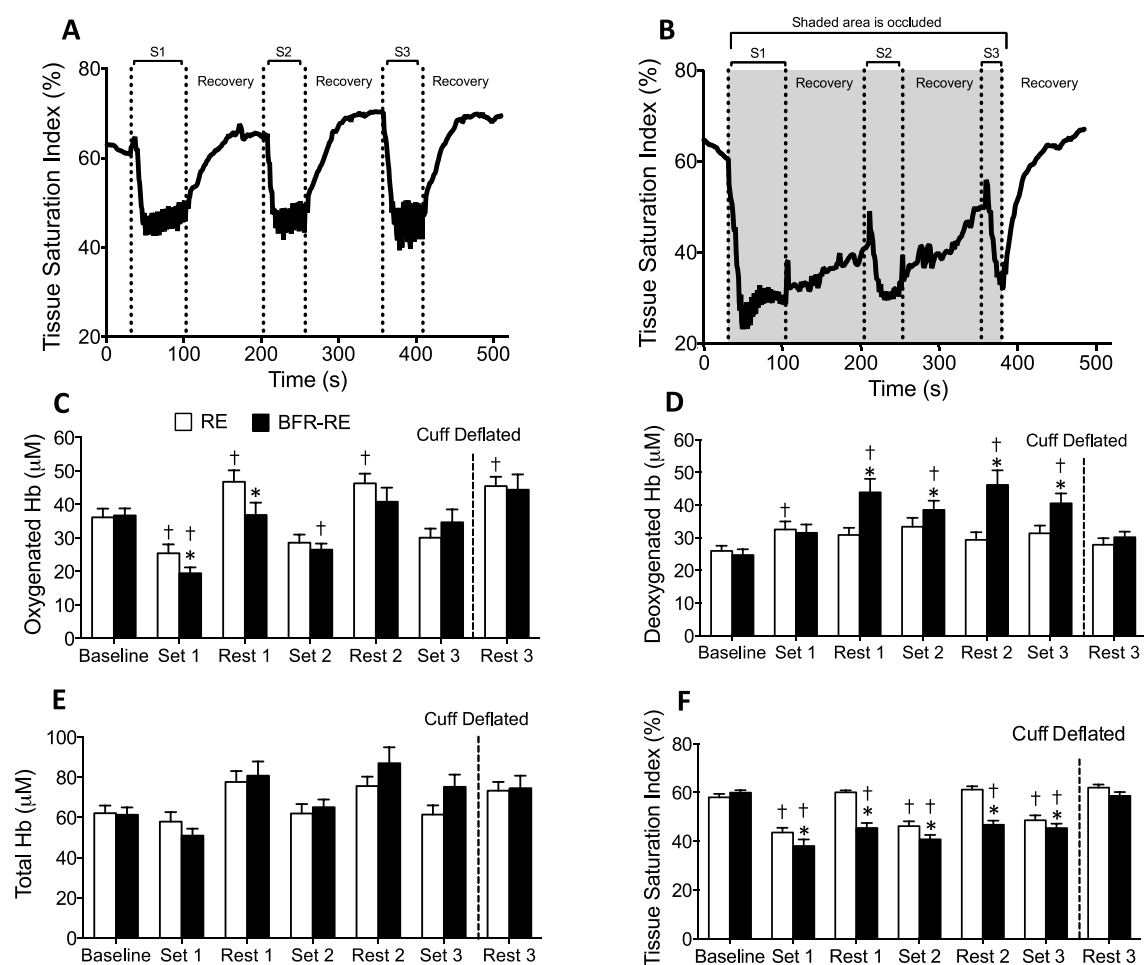 A
S1
S2
S3
Recovery
Recovery
Recovery
Tissue Saturation Index (%)
80
60
40
20
0
100
200
300
400
500
Time (s)
B
Shaded area is occluded
S1
S2
S3
Recovery
Recovery
Recovery
Tissue Saturation Index (%)
80
60
40
20
0
100
200
300
400
500
Time (s)
C
RE
BFR-RE
Cuff Deflated
Oxygenated Hb (μM)
60
50
40
30
20
10
0
† † * † * † † †
Baseline Set 1 Rest 1 Set 2 Rest 2 Set 3 Rest 3
D
Cuff Deflated
Deoxygenated Hb (μM)
60
50
40
30
20
10
0
† † * † * † * † *
Baseline Set 1 Rest 1 Set 2 Rest 2 Set 3 Rest 3
E
Cuff Deflated
Total Hb (μM)
100
80
60
40
20
0
Baseline Set 1 Rest 1 Set 2 Rest 2 Set 3 Rest 3
F
Cuff Deflated
Tissue Saturation Index (%)
80
60
40
20
0
† † * † * † † * † * † † *
Baseline Set 1 Rest 1 Set 2 Rest 2 Set 3 Rest 3